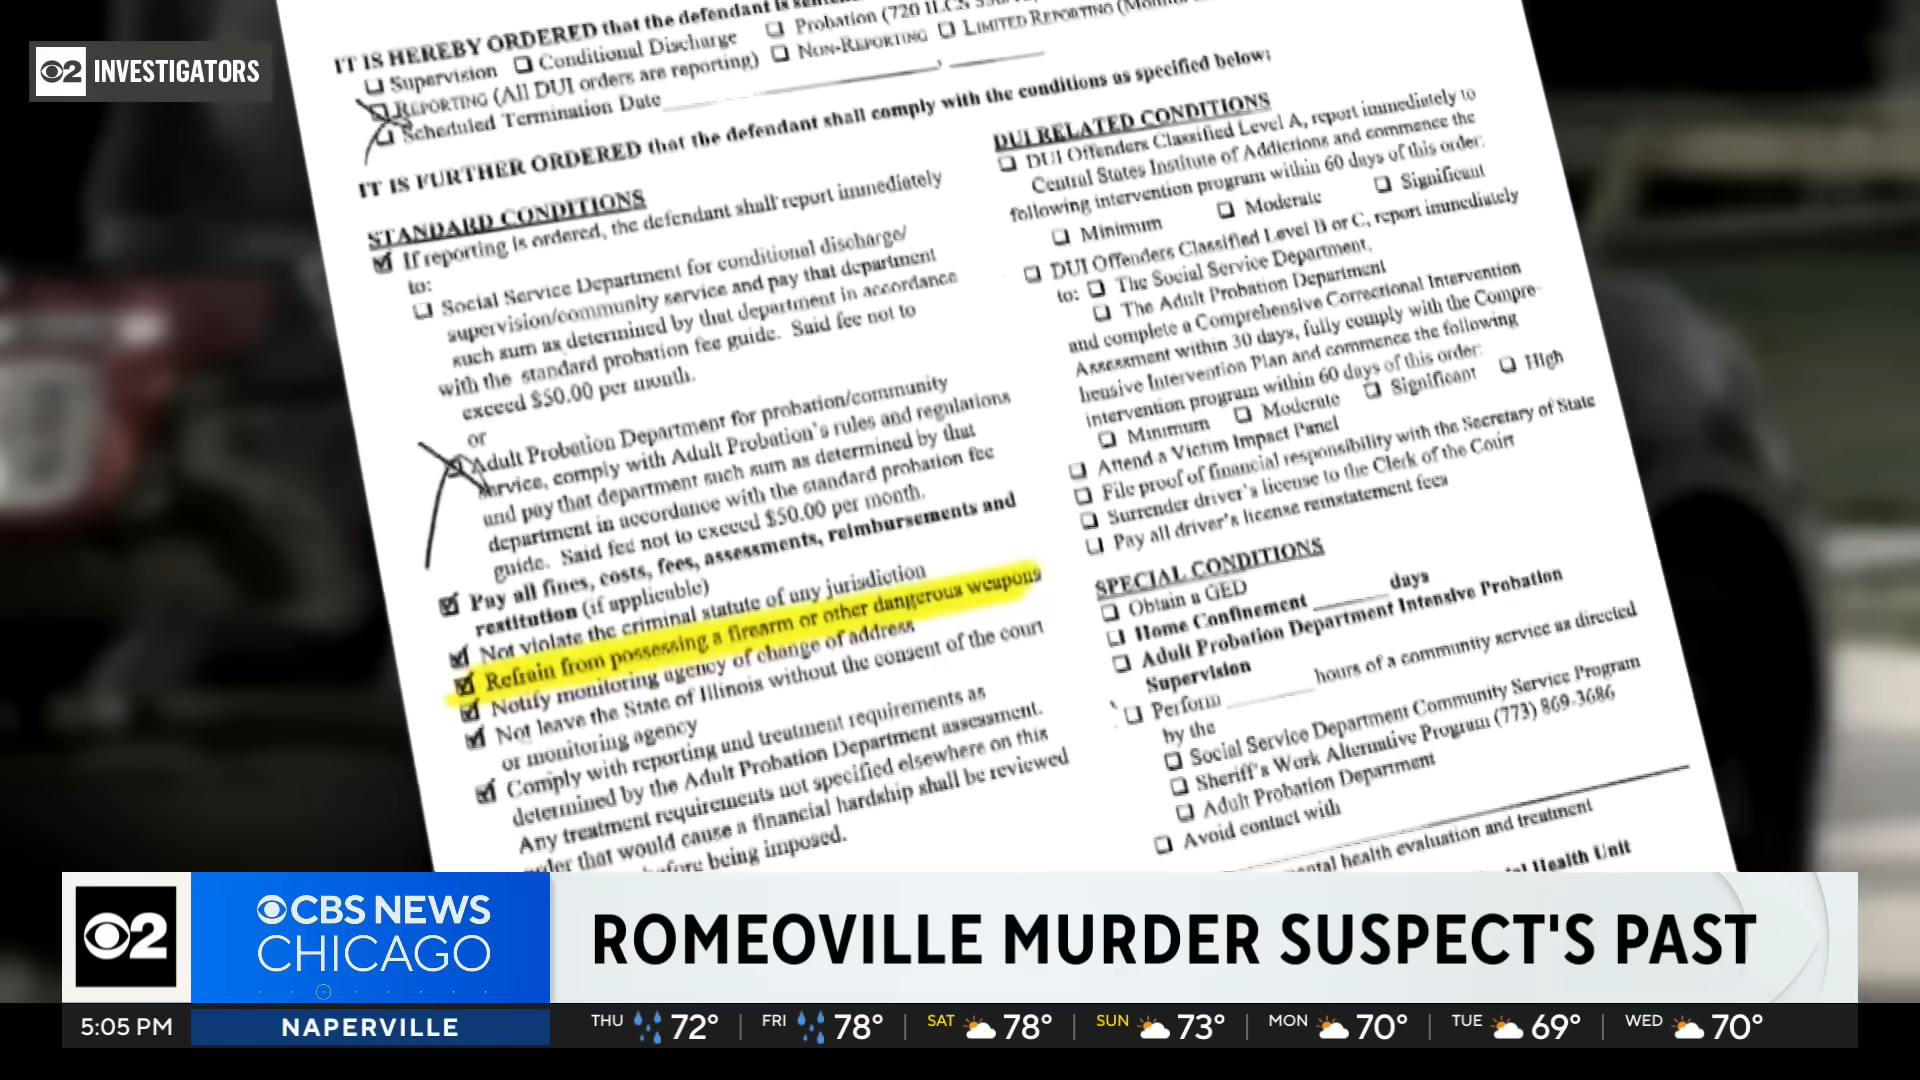 CBS 2 INVESTIGATORS
IT IS HEREBY ORDERED that the defendant is
Supervision Conditional Discharge Probation (720 ILCS
REPORTING (All DUI orders are reporting) NON-REPORTING LIMITED REPORTING
Scheduled Termination Date
IT IS FURTHER ORDERED that the defendant shall comply with the conditions as specified below:
STANDARD CONDITIONS
If reporting is ordered, the defendant shall report immediately
to:
Social Service Department for conditional discharge/
supervision/community service and pay that department
such sum as determined by that department in accordance
with the standard probation fee guide. Said fee not to
exceed $50.00 per month.
or
Adult Probation Department for probation/community
service, comply with Adult Probation's rules and regulations
and pay that department such sum as determined by that
department in accordance with the standard probation fee
guide. Said fee not to exceed $50.00 per month.
Pay all fines, costs, fees, assessments, reimbursements and
restitution (if applicable)
Not violate the criminal statute of any jurisdiction
Refrain from possessing a firearm or other dangerous weapons
Notify monitoring agency of change of address
Not leave the State of Illinois without the consent of the court
or monitoring agency
Comply with reporting and treatment requirements as
determined by the Adult Probation Department assessment.
Any treatment requirements not specified elsewhere on this
order that would cause a financial hardship shall be reviewed
before being imposed.
DUI RELATED CONDITIONS
DUI Offenders Classified Level A, report immediately to
Central States Institute of Addictions and commence the
following intervention program within 60 days of this order:
Minimum Moderate Significant
DUI Offenders Classified Level B or C, report immediately
to: The Social Service Department,
The Adult Probation Department
and complete a Comprehensive Correctional Intervention
Assessment within 30 days, fully comply with the Compre-
hensive Intervention Plan and commence the following
intervention program within 60 days of this order:
Minimum Moderate Significant High
Attend a Victim Impact Panel
File proof of financial responsibility with the Secretary of State
Surrender driver's license to the Clerk of the Court
Pay all driver's license reinstatement fees
SPECIAL CONDITIONS
Obtain a GED
Home Confinement days
Adult Probation Department Intensive Probation
Supervision
Perform hours of a community service as directed
by the
Social Service Department Community Service Program
Sheriff's Work Alternative Program (773) 869-3686
Adult Probation Department
Avoid contact with
evaluation and treatment
Health Unit
2
CBS NEWS
CHICAGO
ROMEOVILLE MURDER SUSPECT'S PAST
5:05 PM NAPERVILLE THU 72° FRI 78° SAT 78° SUN 73° MON 70° TUE 69° WED 70°